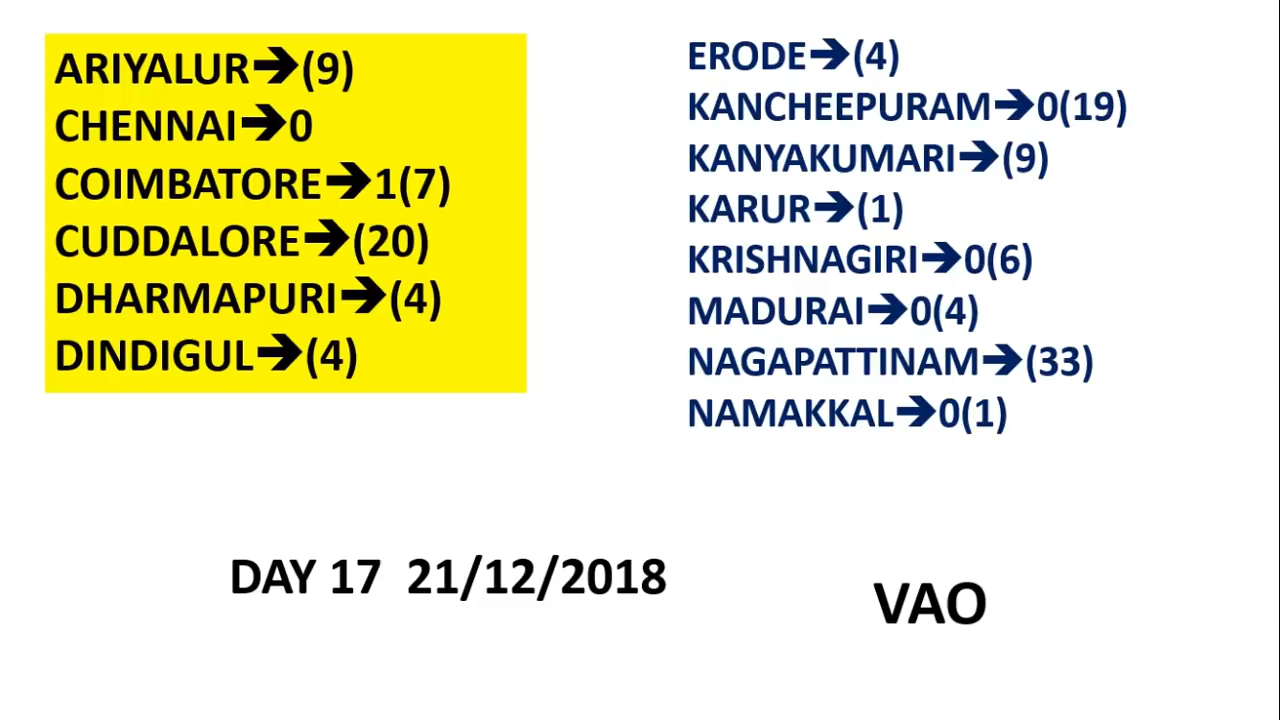 ARIYALUR➔(9)
CHENNAI➔0
COIMBATORE➔1(7)
CUDDALORE➔(20)
DHARMAPURI➔(4)
DINDIGUL➔(4)
ERODE➔(4)
KANCHEEPURAM➔0(19)
KANYAKUMARI➔(9)
KARUR➔(1)
KRISHNAGIRI➔0(6)
MADURAI➔0(4)
NAGAPATTINAM➔(33)
NAMAKKAL➔0(1)
DAY 17 21/12/2018
VAO